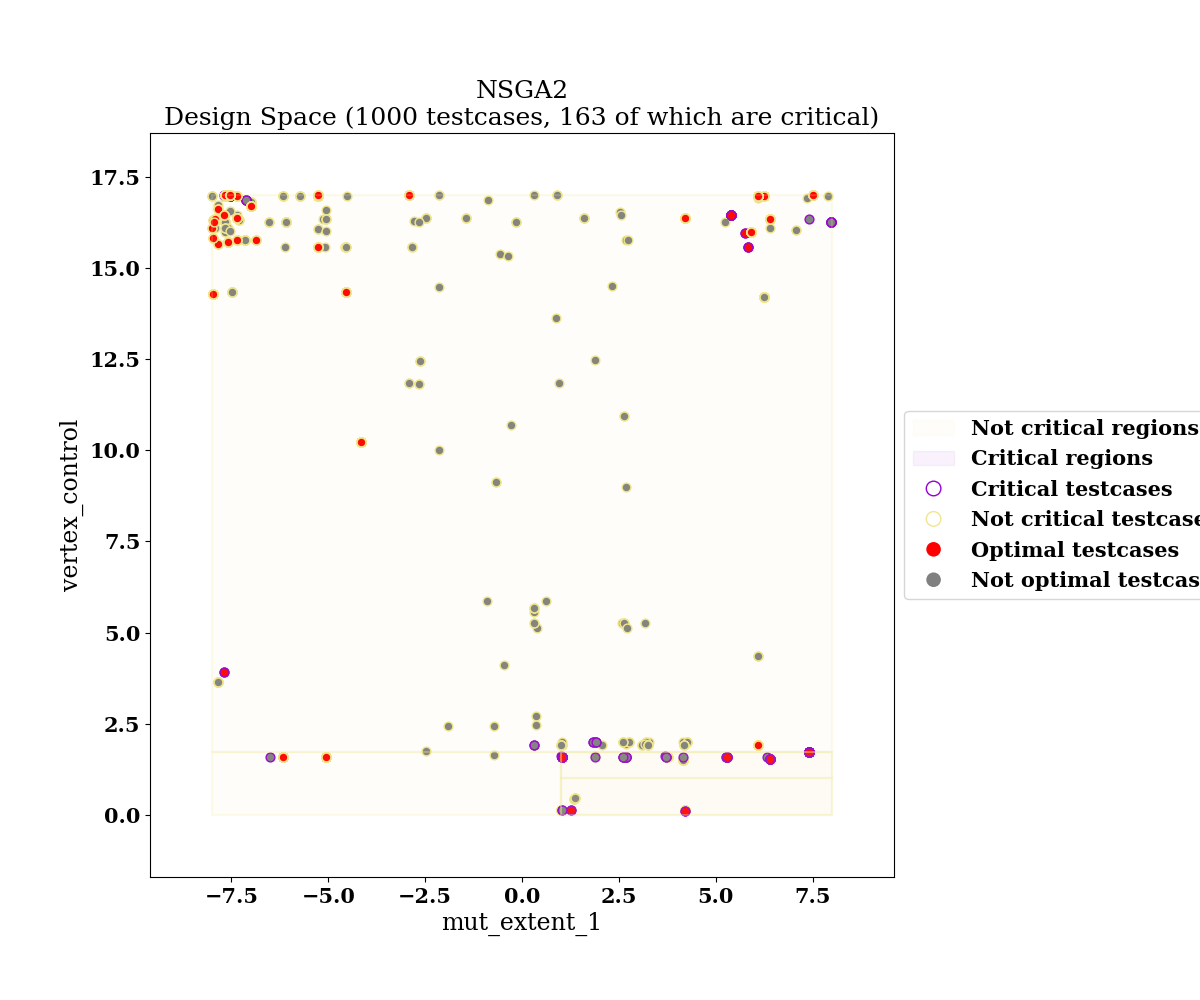 NSGA2
Design Space (1000 testcases, 163 of which are critical)
17.5
15.0
12.5
10.0
7.5
5.0
2.5
0.0
vertex_control
−7.5
−5.0
−2.5
0.0
2.5
5.0
7.5
mut_extent_1
Not critical regions
Critical regions
Critical testcases
Not critical testcase
Optimal testcases
Not optimal testcas